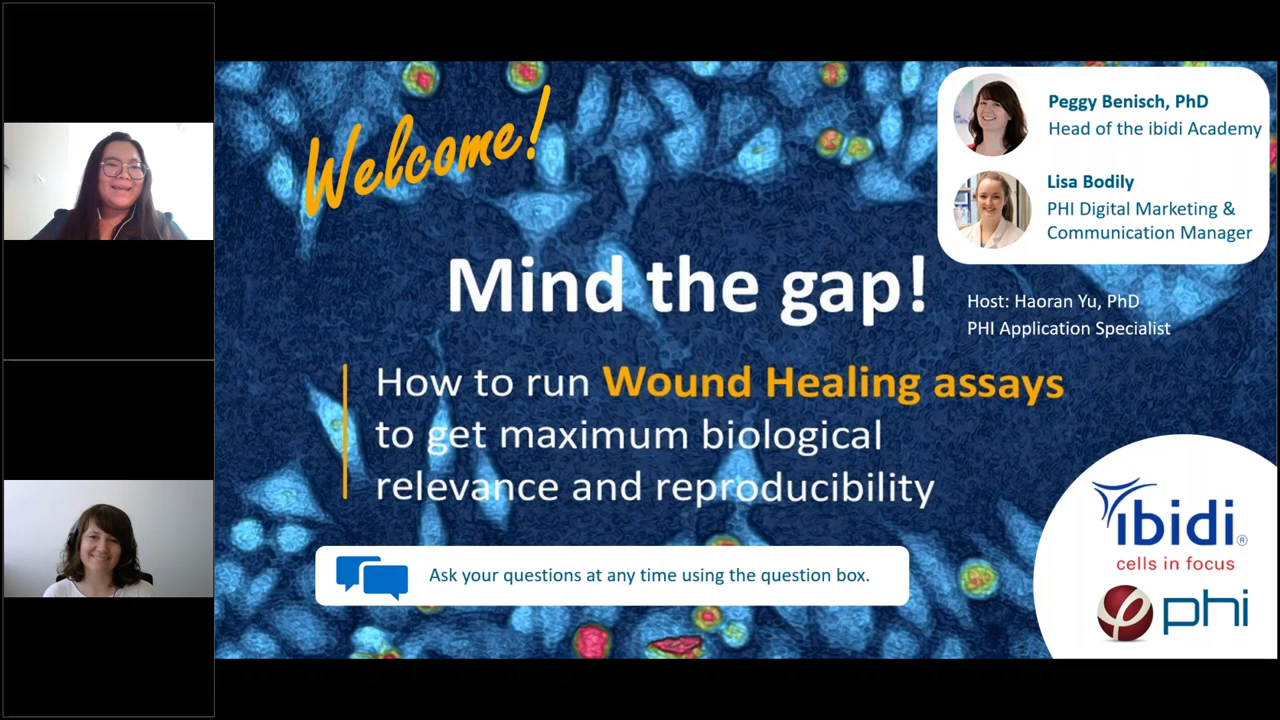 Welcome!
Peggy Benisch, PhD
Head of the ibidi Academy
Lisa Bodily
PHI Digital Marketing &
Communication Manager
Mind the gap!
Host: Haoran Yu, PhD
PHI Application Specialist
How to run Wound Healing assays
to get maximum biological
relevance and reproducibility
Ask your questions at any time using the question box.
ibidi®
cells in focus
phi